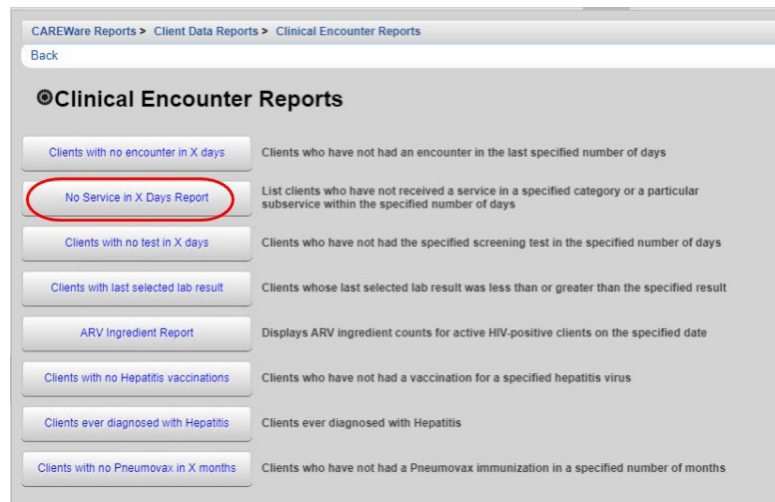 CAREWare Reports > Client Data Reports > Clinical Encounter Reports
Back
Clinical Encounter Reports
Clients with no encounter in X days Clients who have not had an encounter in the last specified number of days
No Service in X Days Report List clients who have not received a service in a specified category or a particular
subservice within the specified number of days
Clients with no test in X days Clients who have not had the specified screening test in the specified number of days
Clients with last selected lab result Clients whose last selected lab result was less than or greater than the specified result
ARV Ingredient Report Displays ARV ingredient counts for active HIV-positive clients on the specified date
Clients with no Hepatitis vaccinations Clients who have not had a vaccination for a specified hepatitis virus
Clients ever diagnosed with Hepatitis Clients ever diagnosed with Hepatitis
Clients with no Pneumovax in X months Clients who have not had a Pneumovax immunization in a specified number of months